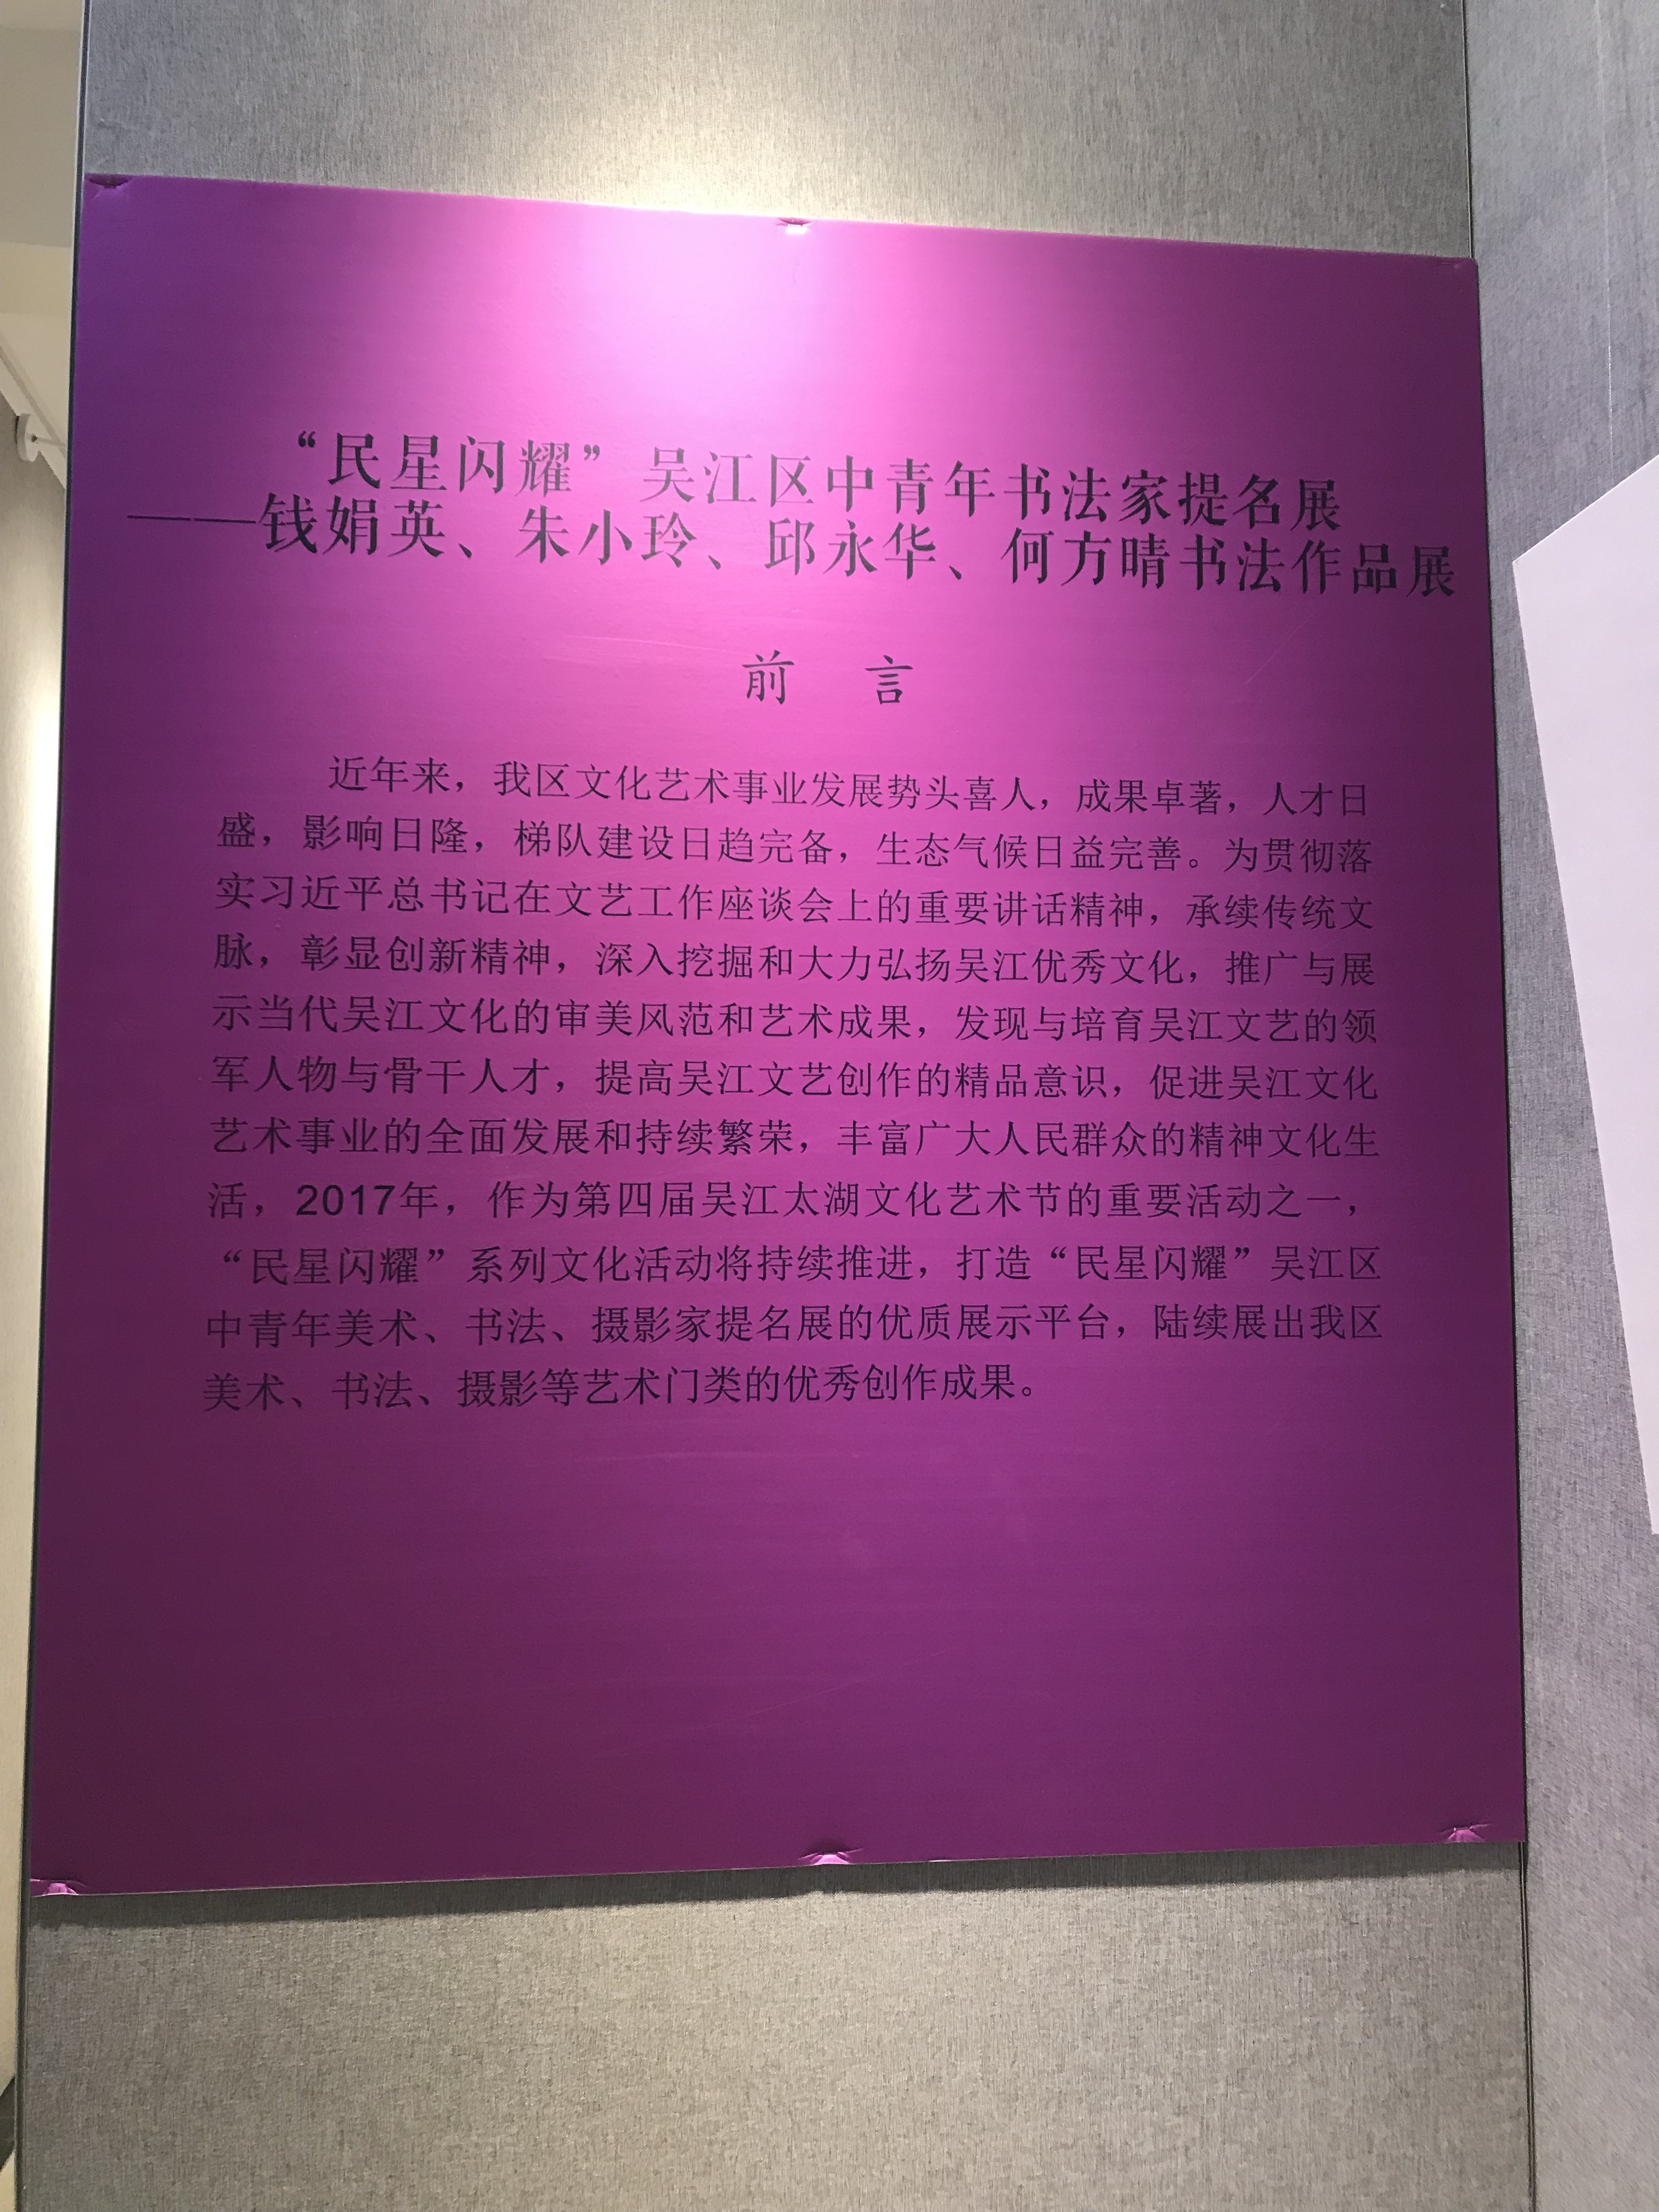 “民星闪耀”吴江区中青年书法家提名展
——钱娟英、朱小玲、邱永华、何方晴书法作品展
前 言
近年来，我区文化艺术事业发展势头喜人，成果卓著，人才日
盛，影响日隆，梯队建设日趋完备，生态气候日益完善。为贯彻落
实习近平总书记在文艺工作座谈会上的重要讲话精神，承续传统文
脉，彰显创新精神，深入挖掘和大力弘扬吴江优秀文化，推广与展
示当代吴江文化的审美风范和艺术成果，发现与培育吴江文艺的领
军人物与骨干人才，提高吴江文艺创作的精品意识，促进吴江文化
艺术事业的全面发展和持续繁荣，丰富广大人民群众的精神文化生
活，2017年，作为第四届吴江太湖文化艺术节的重要活动之一，
“民星闪耀”系列文化活动将持续推进，打造“民星闪耀”吴江区
中青年美术、书法、摄影家提名展的优质展示平台，陆续展出我区
美术、书法、摄影等艺术门类的优秀创作成果。